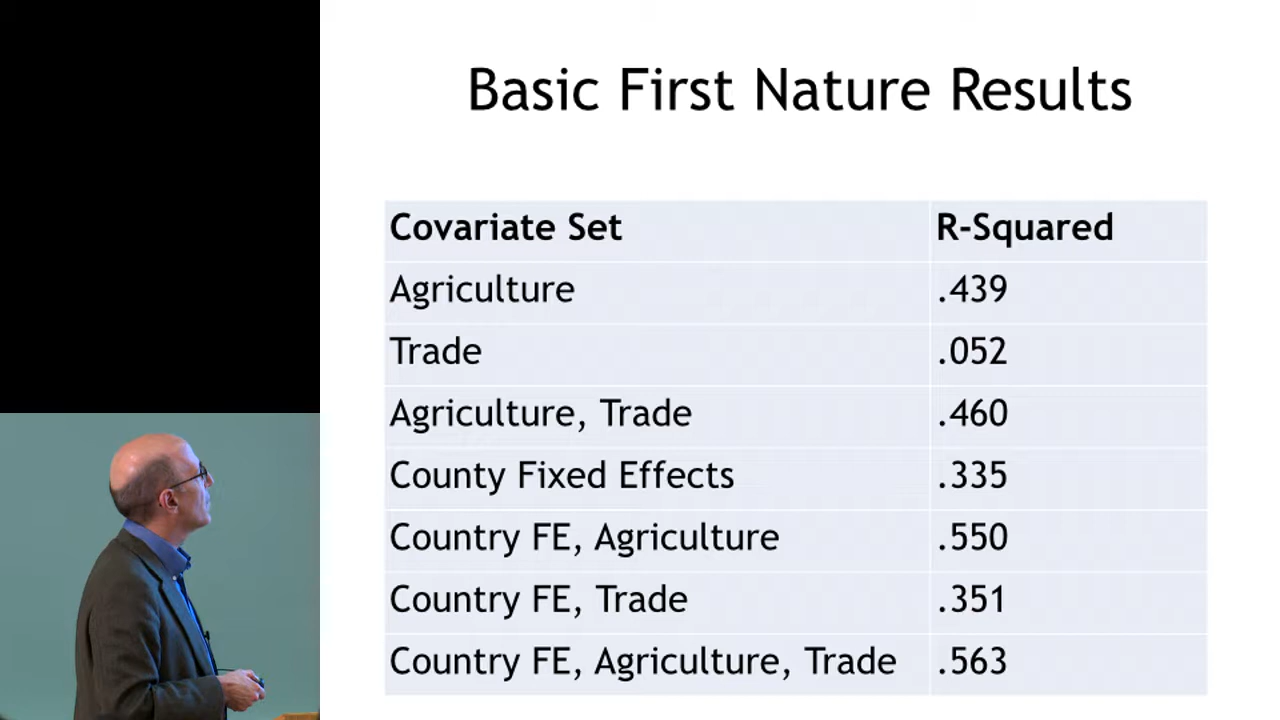 Basic First Nature Results
Covariate Set R-Squared
Agriculture .439
Trade .052
Agriculture, Trade .460
County Fixed Effects .335
Country FE, Agriculture .550
Country FE, Trade .351
Country FE, Agriculture, Trade .563